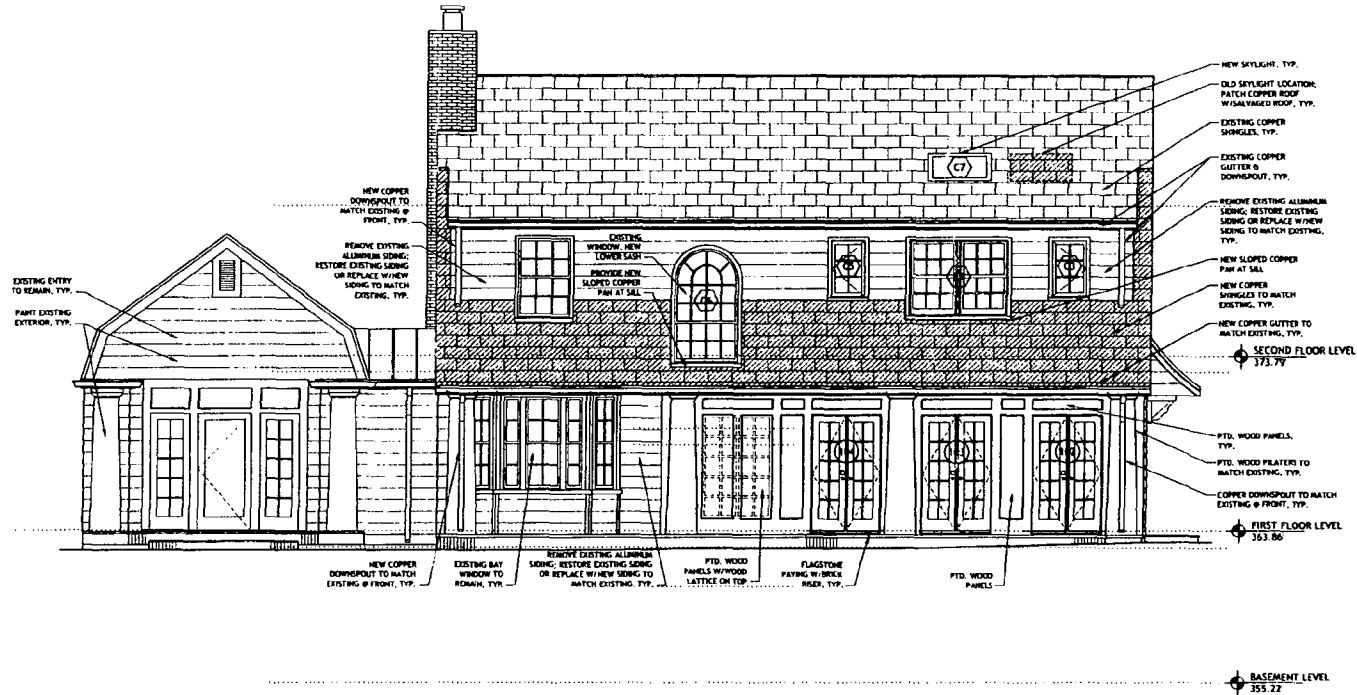 NEW SKYLIGHT, TYP.
OLD SKYLIGHT LOCATION;
PATCH COPPER ROOF
W/SALVAGED ROOF, TYP.
EXISTING COPPER
SHINGLES, TYP.
EXISTING COPPER
GUTTER &
DOWNSPOUT, TYP.
REMOVE EXISTING ALUMINUM
SIDING; RESTORE EXISTING
SIDING OR REPLACE W/NEW
SIDING TO MATCH EXISTING,
TYP.
NEW SLOPED COPPER
PAN AT SILL
NEW COPPER
SHINGLES TO MATCH
EXISTING, TYP.
NEW COPPER GUTTER TO
MATCH EXISTING, TYP.
SECOND FLOOR LEVEL
373.79
PTD. WOOD PANELS,
TYP.
PTD. WOOD PILATERS TO
MATCH EXISTING, TYP.
COPPER DOWNSPOUT TO MATCH
EXISTING @ FRONT, TYP.
FIRST FLOOR LEVEL
363.86
BASEMENT LEVEL
355.22
C7
NEW COPPER
DOWNSPOUT TO
MATCH EXISTING @
FRONT, TYP.
REMOVE EXISTING
ALUMINUM SIDING;
RESTORE EXISTING SIDING
OR REPLACE W/NEW
SIDING TO MATCH
EXISTING, TYP.
EXISTING
WINDOW, NEW
LOWER SASH
PROVIDE NEW
SLOPED COPPER
PAN AT SILL
EXISTING ENTRY
TO REMAIN, TYP.
PAINT EXISTING
EXTERIOR, TYP.
NEW COPPER
DOWNSPOUT TO MATCH
EXISTING @ FRONT, TYP.
EXISTING BAY
WINDOW TO
REMAIN, TYP.
REMOVE EXISTING ALUMINUM
SIDING; RESTORE EXISTING SIDING
OR REPLACE W/NEW SIDING TO
MATCH EXISTING, TYP.
PTD. WOOD
PANELS W/WOOD
LATTICE ON TOP
FLAGSTONE
PAVING W/BRICK
RISER, TYP.
PTD. WOOD
PANELS